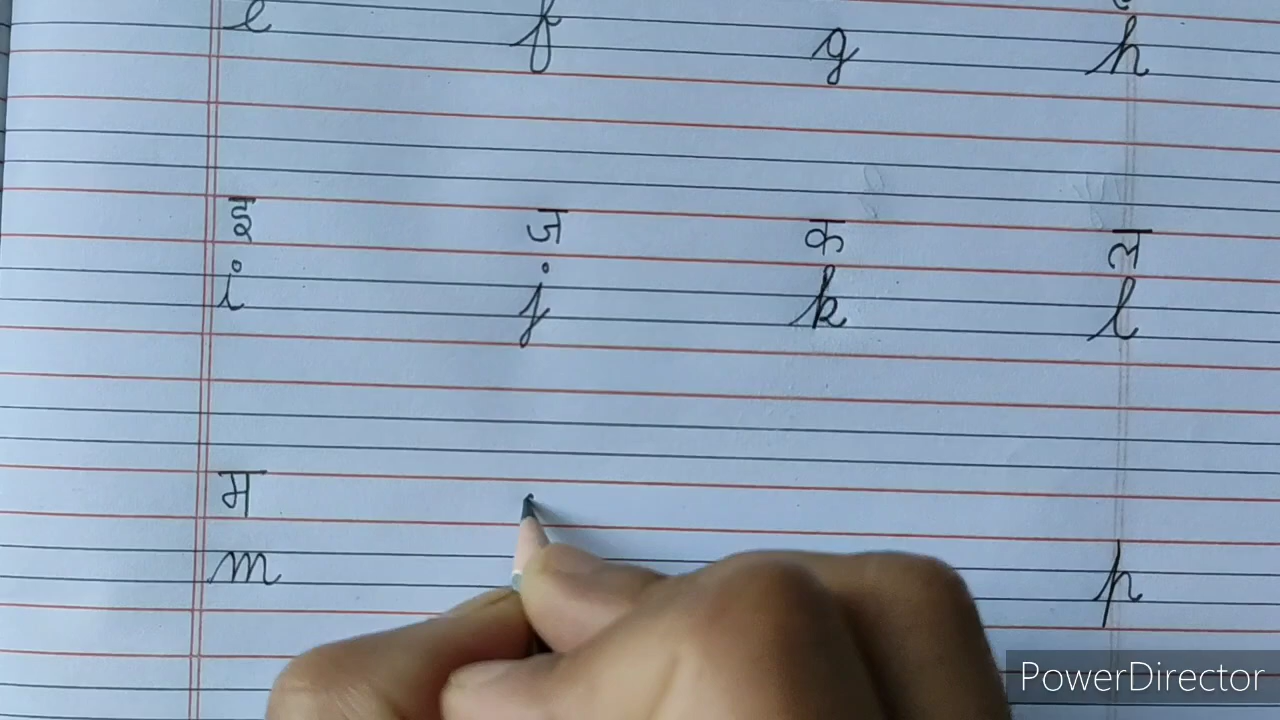 e f g h
इ ज क ल
i j k l
म
m p
PowerDirector